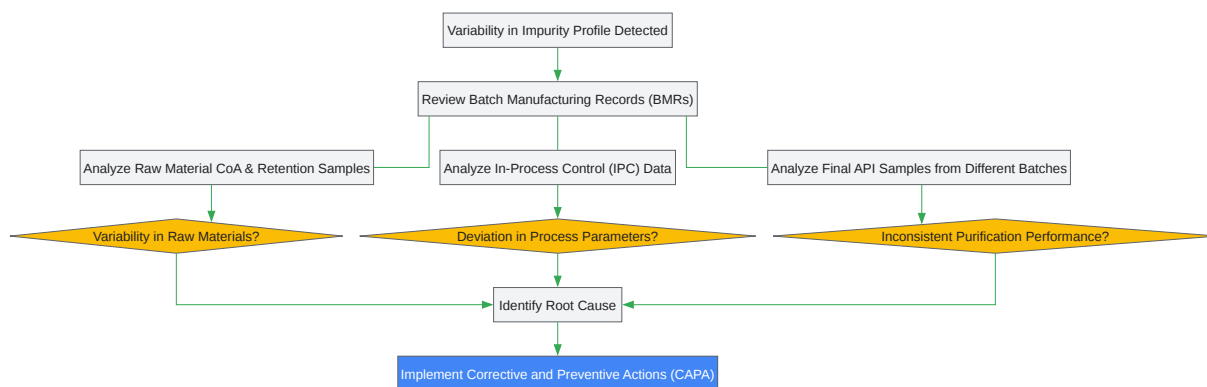 Variability in Impurity Profile Detected
Review Batch Manufacturing Records (BMRs)
Analyze Raw Material CoA & Retention Samples
Analyze In-Process Control (IPC) Data
Analyze Final API Samples from Different Batches
Variability in Raw Materials?
Deviation in Process Parameters?
Inconsistent Purification Performance?
Identify Root Cause
Implement Corrective and Preventive Actions (CAPA)